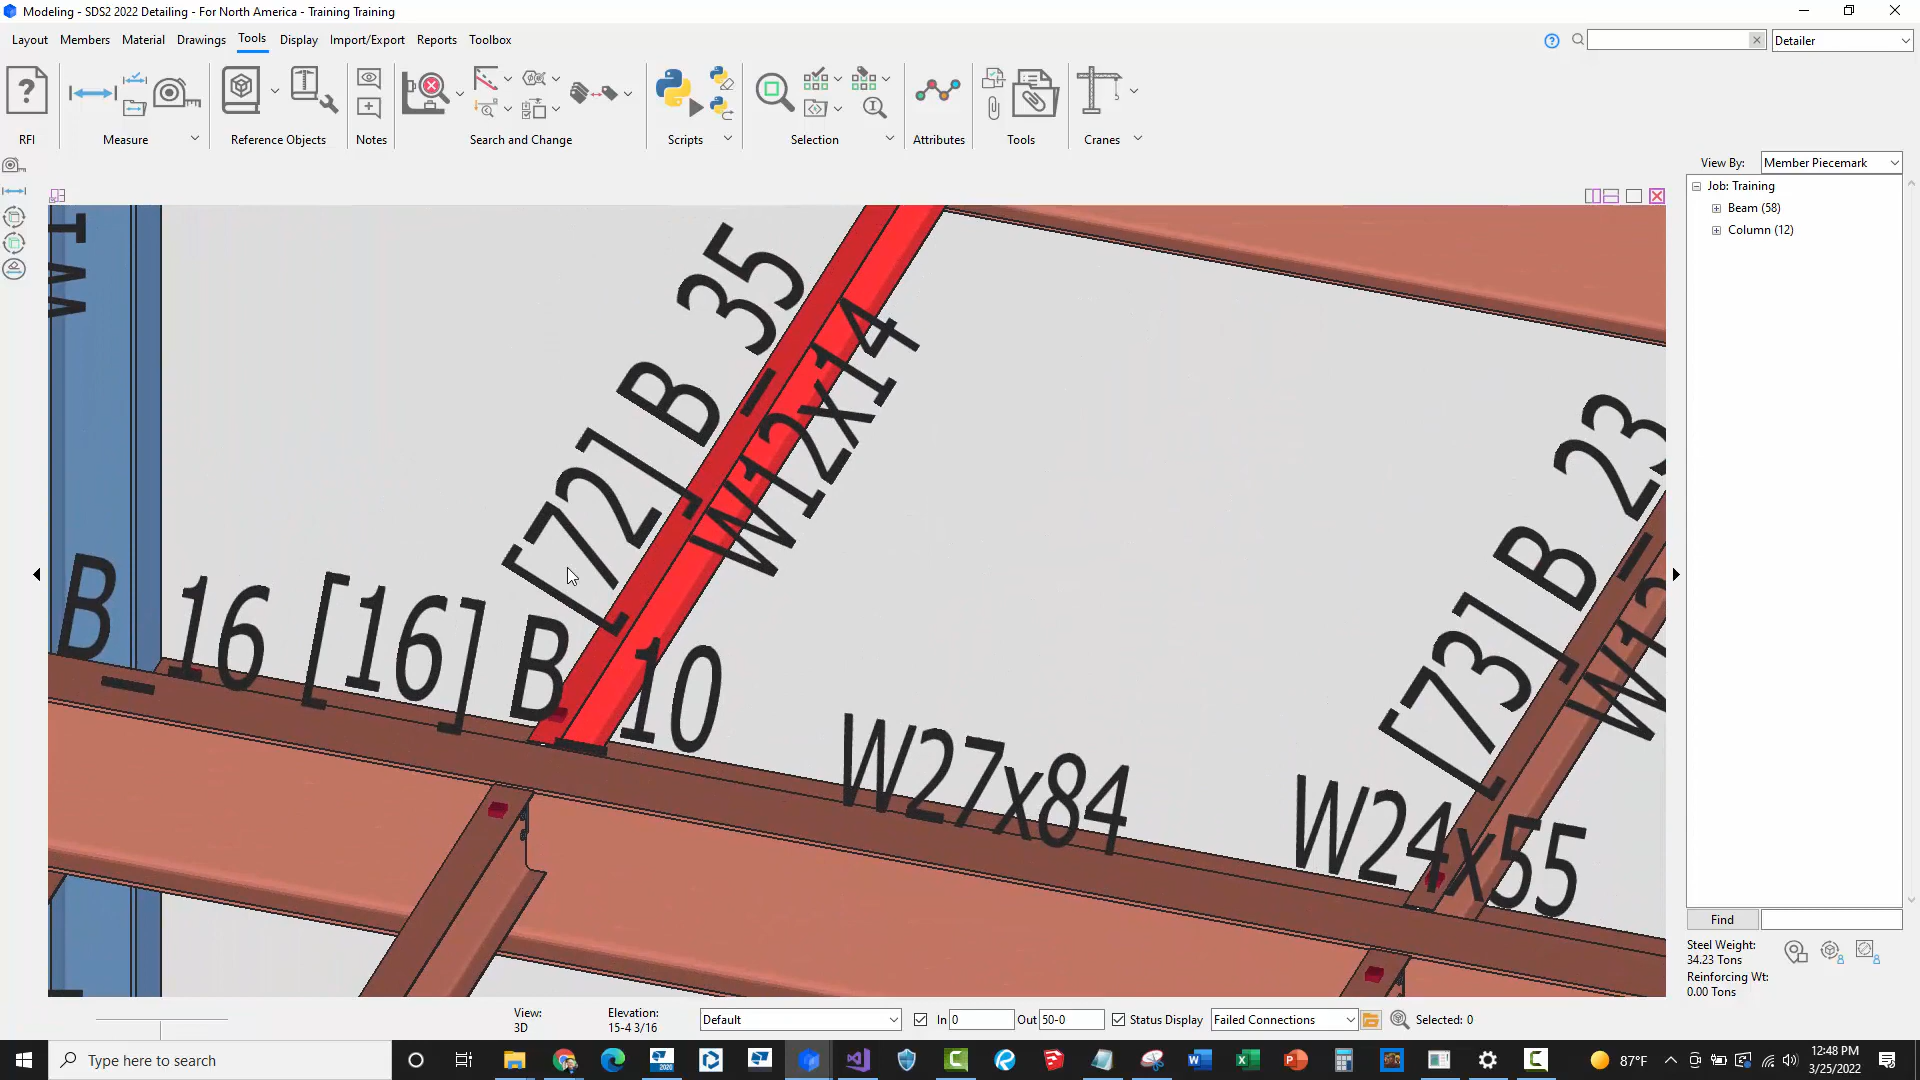 Modeling - SDS2 2022 Detailing - For North America - Training Training
Layout Members Material Drawings Tools Display Import/Export Reports Toolbox
Detailer
RFI Measure Reference Objects Notes Search and Change Scripts Selection Attributes Tools Cranes
View By: Member Piecemark
Job: Training
Beam (58)
Column (12)
[72] B_35
W12x14
B_16 [16] B_10
W27x84
[73] B_23
W24x55
Find
Steel Weight:
34.23 Tons
Reinforcing Wt:
0.00 Tons
View:
3D
Elevation:
15-4 3/16
Default
In 0 Out 50-0 Status Display Failed Connections Selected: 0
Type here to search
87°F
12:48 PM
3/25/2022